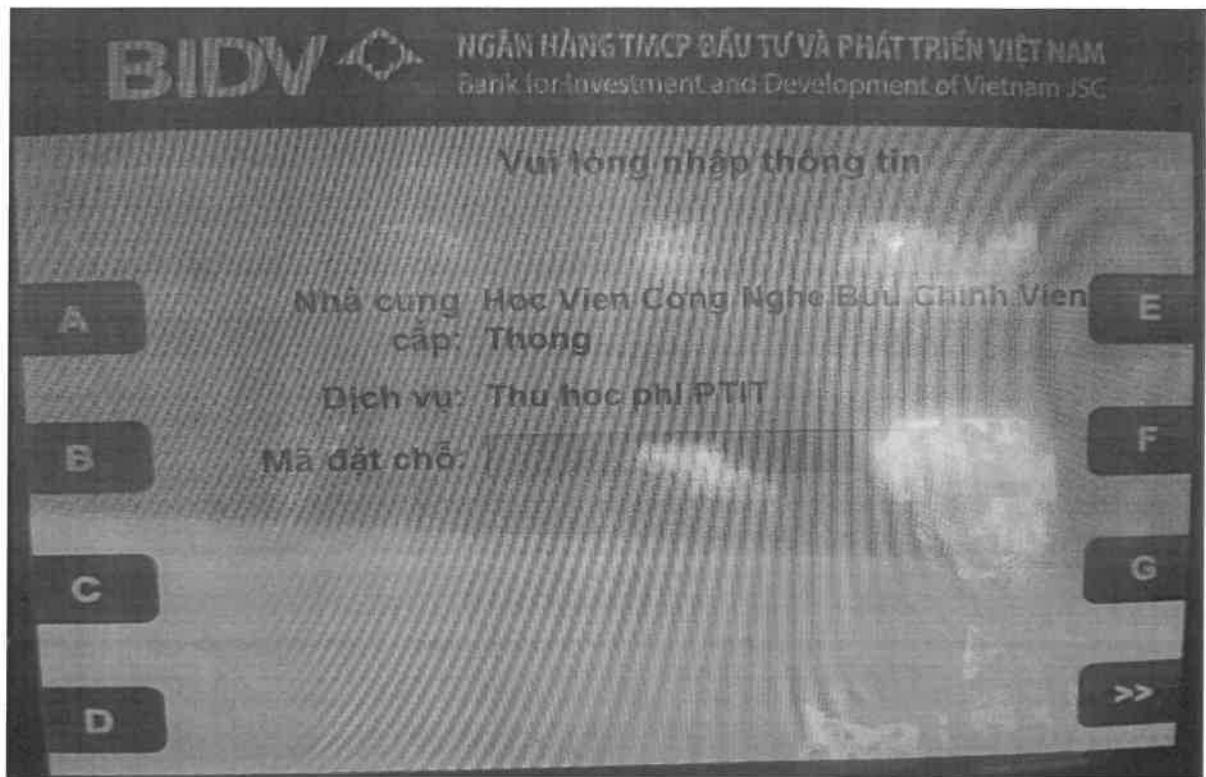 BIDV
NGÂN HÀNG TMCP ĐẦU TƯ VÀ PHÁT TRIỂN VIỆT NAM
Bank for Investment and Development of Vietnam JSC
Vui lòng nhập thông tin
A
Nhà cung Hoc Vien Cong Nghe Buu Chinh Vien
cấp: Thong
E
Dịch vụ: Thu hoc phi PTIT
B
Mã đặt chỗ:
F
C
G
D
>>